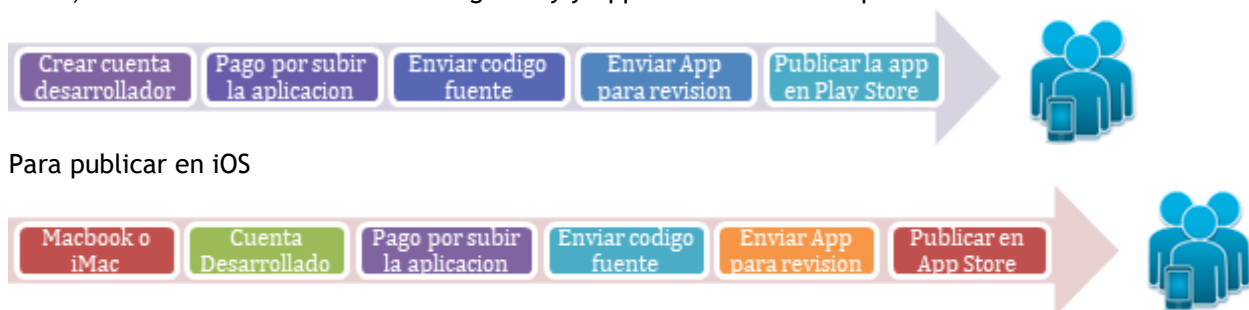 Crear cuenta
desarrollador
Pago por subir
la aplicacion
Enviar codigo
fuente
Enviar App
para revision
Publicar la app
en Play Store
Para publicar en iOS
Macbook o
iMac
Cuenta
Desarrollado
Pago por subir
la aplicacion
Enviar codigo
fuente
Enviar App
para revision
Publicar en
App Store